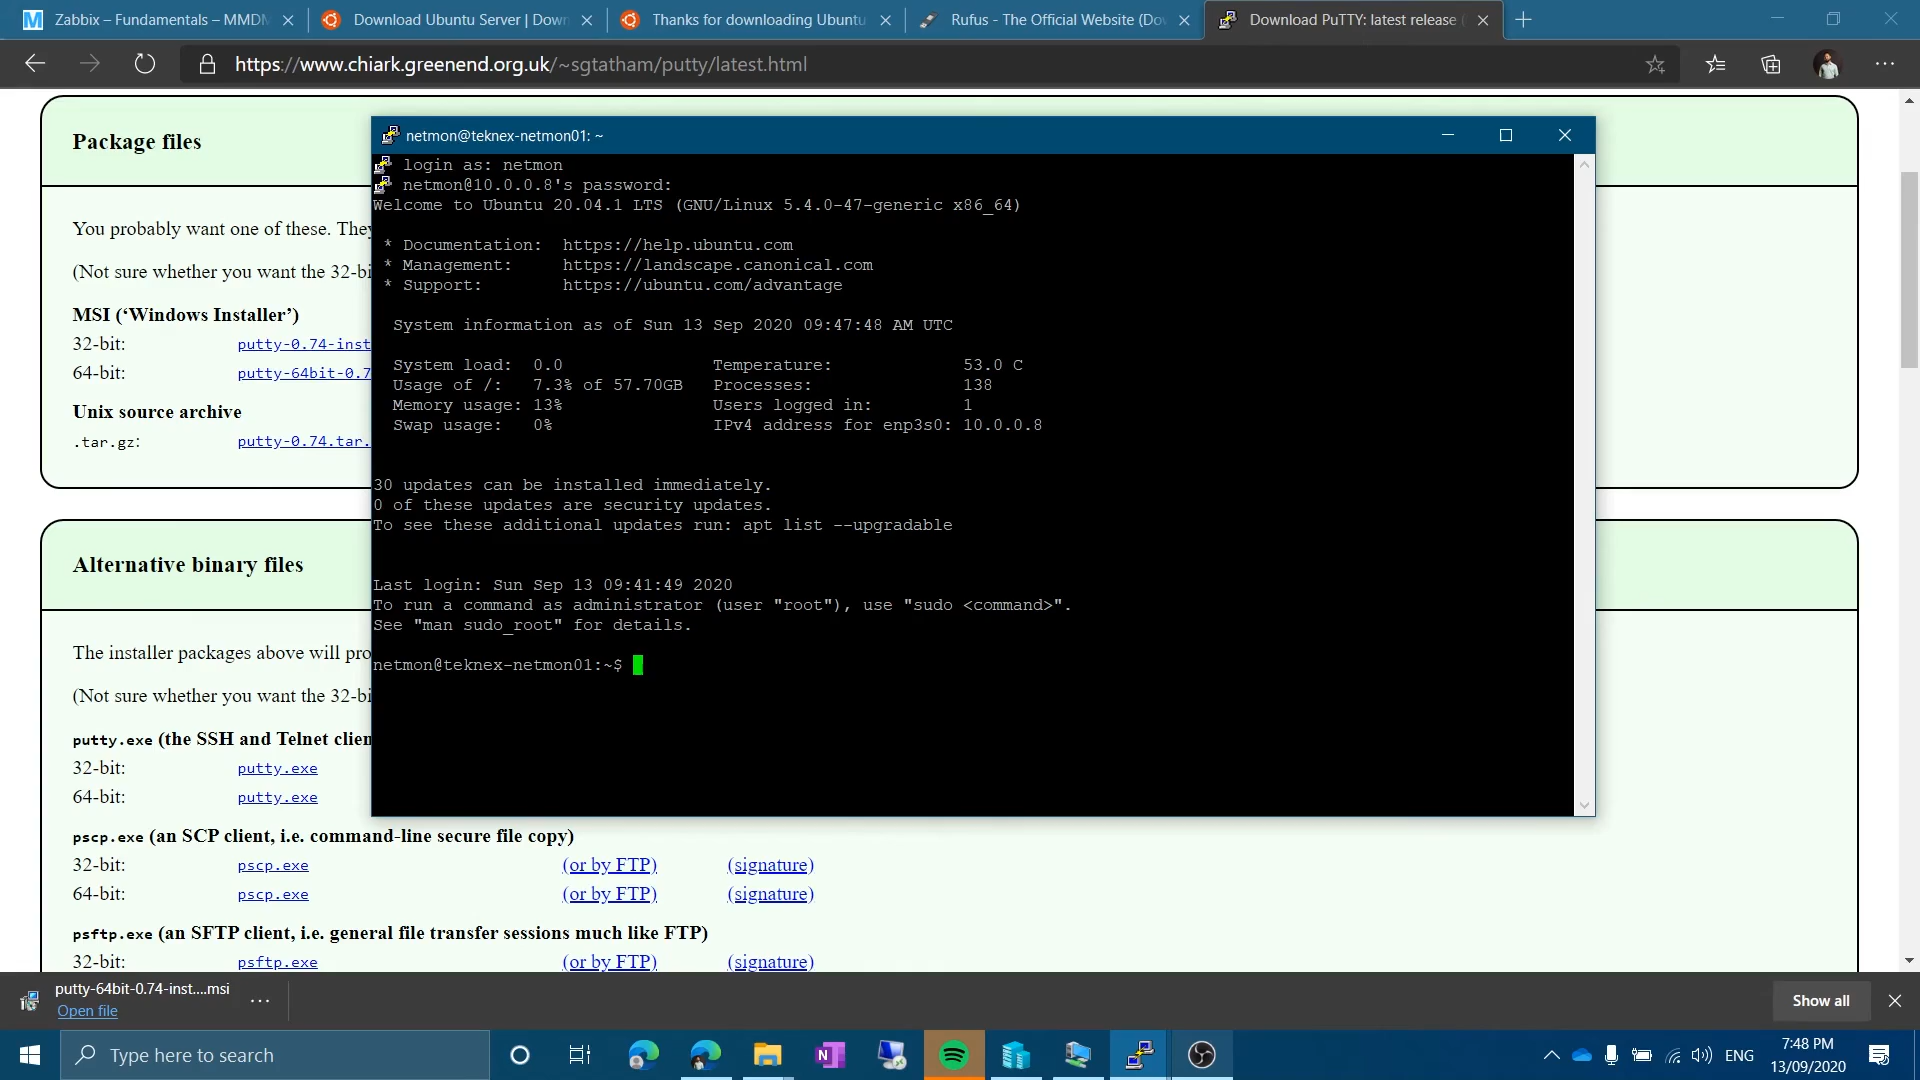 Zabbix – Fundamentals – MMDM
Download Ubuntu Server | Down
Thanks for downloading Ubuntu
Rufus - The Official Website (Do
Download PuTTY: latest release (
https://www.chiark.greenend.org.uk/~sgtatham/putty/latest.html
Package files
You probably want one of these. They
(Not sure whether you want the 32-bi
MSI (‘Windows Installer’)
32-bit: putty-0.74-inst
64-bit: putty-64bit-0.7
Unix source archive
.tar.gz: putty-0.74.tar.
Alternative binary files
The installer packages above will pro
(Not sure whether you want the 32-bi
putty.exe (the SSH and Telnet clien
32-bit: putty.exe
64-bit: putty.exe
pscp.exe (an SCP client, i.e. command-line secure file copy)
32-bit: pscp.exe (or by FTP) (signature)
64-bit: pscp.exe (or by FTP) (signature)
psftp.exe (an SFTP client, i.e. general file transfer sessions much like FTP)
32-bit: psftp.exe (or by FTP) (signature)
netmon@teknex-netmon01: ~
login as: netmon
netmon@10.0.0.8's password:
Welcome to Ubuntu 20.04.1 LTS (GNU/Linux 5.4.0-47-generic x86_64)
* Documentation: https://help.ubuntu.com
* Management: https://landscape.canonical.com
* Support: https://ubuntu.com/advantage
System information as of Sun 13 Sep 2020 09:47:48 AM UTC
System load: 0.0 Temperature: 53.0 C
Usage of /: 7.3% of 57.70GB Processes: 138
Memory usage: 13% Users logged in: 1
Swap usage: 0% IPv4 address for enp3s0: 10.0.0.8
30 updates can be installed immediately.
0 of these updates are security updates.
To see these additional updates run: apt list --upgradable
Last login: Sun Sep 13 09:41:49 2020
To run a command as administrator (user "root"), use "sudo <command>".
See "man sudo_root" for details.
netmon@teknex-netmon01:~$
putty-64bit-0.74-inst....msi
Open file
Show all
Type here to search
ENG
7:48 PM
13/09/2020